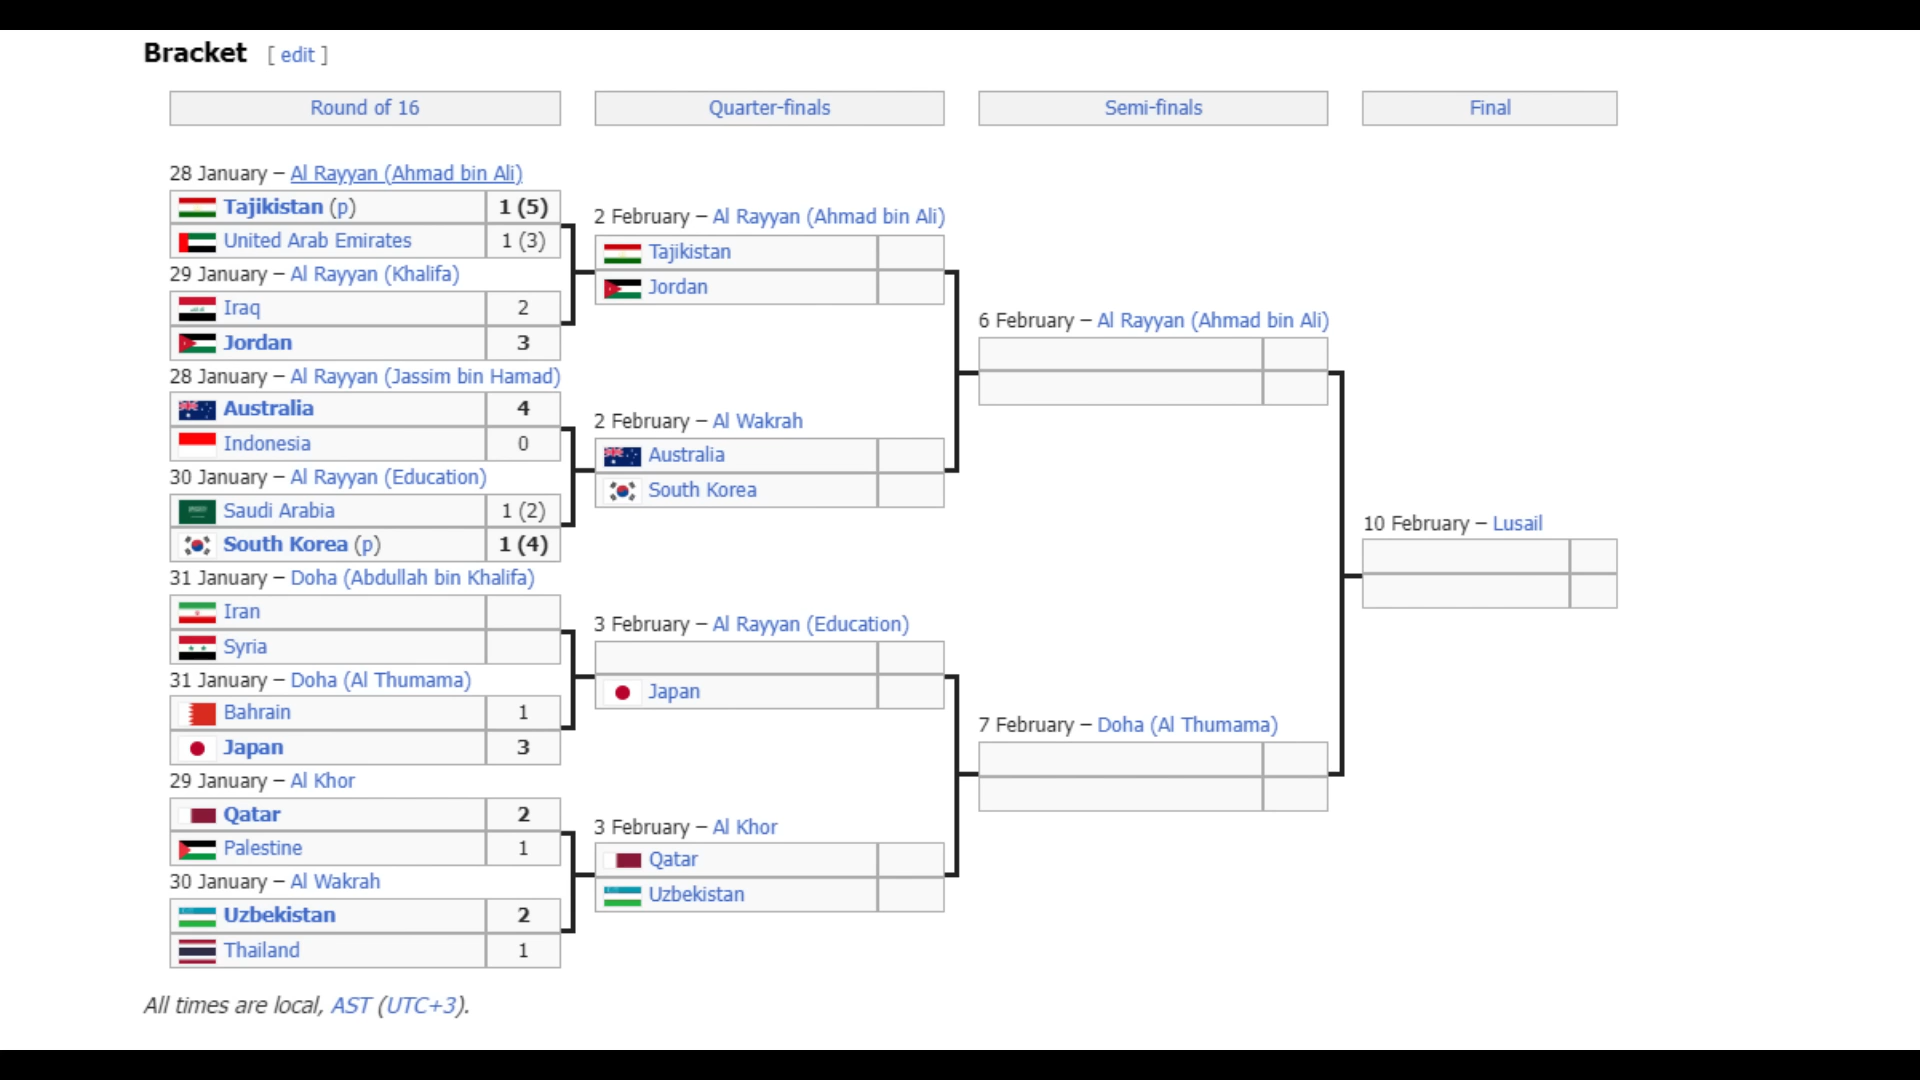 Bracket [ edit ]
Round of 16
Quarter-finals
Semi-finals
Final
28 January – Al Rayyan (Ahmad bin Ali)
Tajikistan (p) 1 (5)
United Arab Emirates 1 (3)
29 January – Al Rayyan (Khalifa)
Iraq 2
Jordan 3
28 January – Al Rayyan (Jassim bin Hamad)
Australia 4
Indonesia 0
30 January – Al Rayyan (Education)
Saudi Arabia 1 (2)
South Korea (p) 1 (4)
31 January – Doha (Abdullah bin Khalifa)
Iran
Syria
31 January – Doha (Al Thumama)
Bahrain 1
Japan 3
29 January – Al Khor
Qatar 2
Palestine 1
30 January – Al Wakrah
Uzbekistan 2
Thailand 1
2 February – Al Rayyan (Ahmad bin Ali)
Tajikistan
Jordan
2 February – Al Wakrah
Australia
South Korea
3 February – Al Rayyan (Education)
Japan
3 February – Al Khor
Qatar
Uzbekistan
6 February – Al Rayyan (Ahmad bin Ali)
7 February – Doha (Al Thumama)
10 February – Lusail
All times are local, AST (UTC+3).